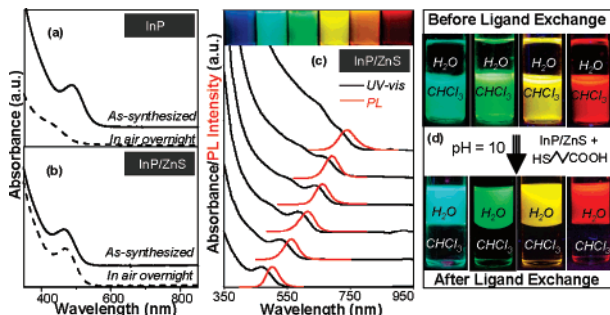 (a)
InP
As-synthesized
In air overnight
(b)
InP/ZnS
As-synthesized
In air overnight
Absorbance (a.u.)
400
600
800
Wavelength (nm)
(c)
InP/ZnS
UV-vis
PL
Absorbance/PL Intensity (a.u.)
350
550
750
950
Wavelength (nm)
Before Ligand Exchange
H2O
H2O
H2O
H2O
CHCl3
CHCl3
CHCl3
CHCl3
(d)
pH = 10
InP/ZnS +
HS COOH
H2O
H2O
H2O
H2O
CHCl3
CHCl3
CHCl3
CHCl3
After Ligand Exchange